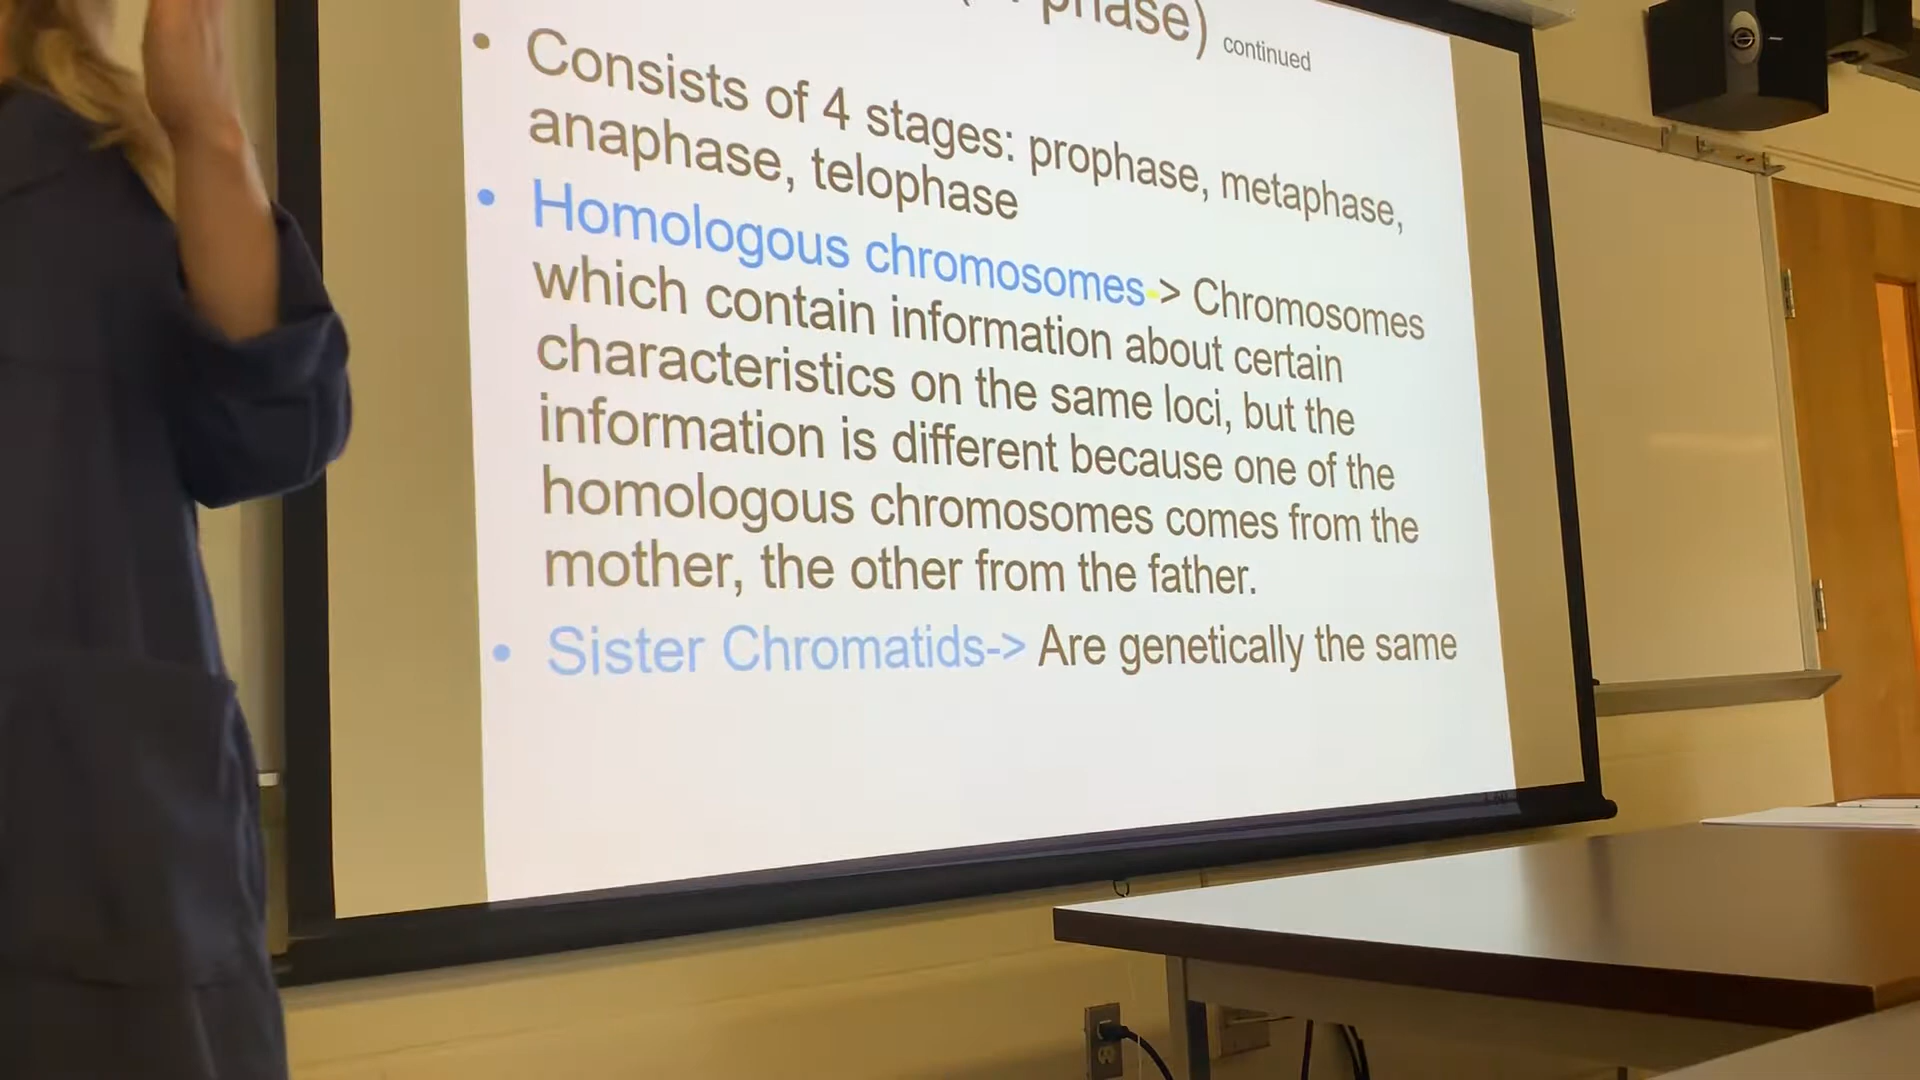 phase) continued
• Consists of 4 stages: prophase, metaphase,
anaphase, telophase
• Homologous chromosomes-> Chromosomes
which contain information about certain
characteristics on the same loci, but the
information is different because one of the
homologous chromosomes comes from the
mother, the other from the father.
• Sister Chromatids-> Are genetically the same